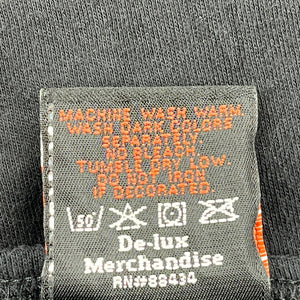 MACHINE WASH WARM.
WASH DARK COLORS
SEPARATELY.
NO BLEACH.
TUMBLE DRY LOW.
DO NOT IRON
IF DECORATED.
50
De-lux
Merchandise
RN#88434